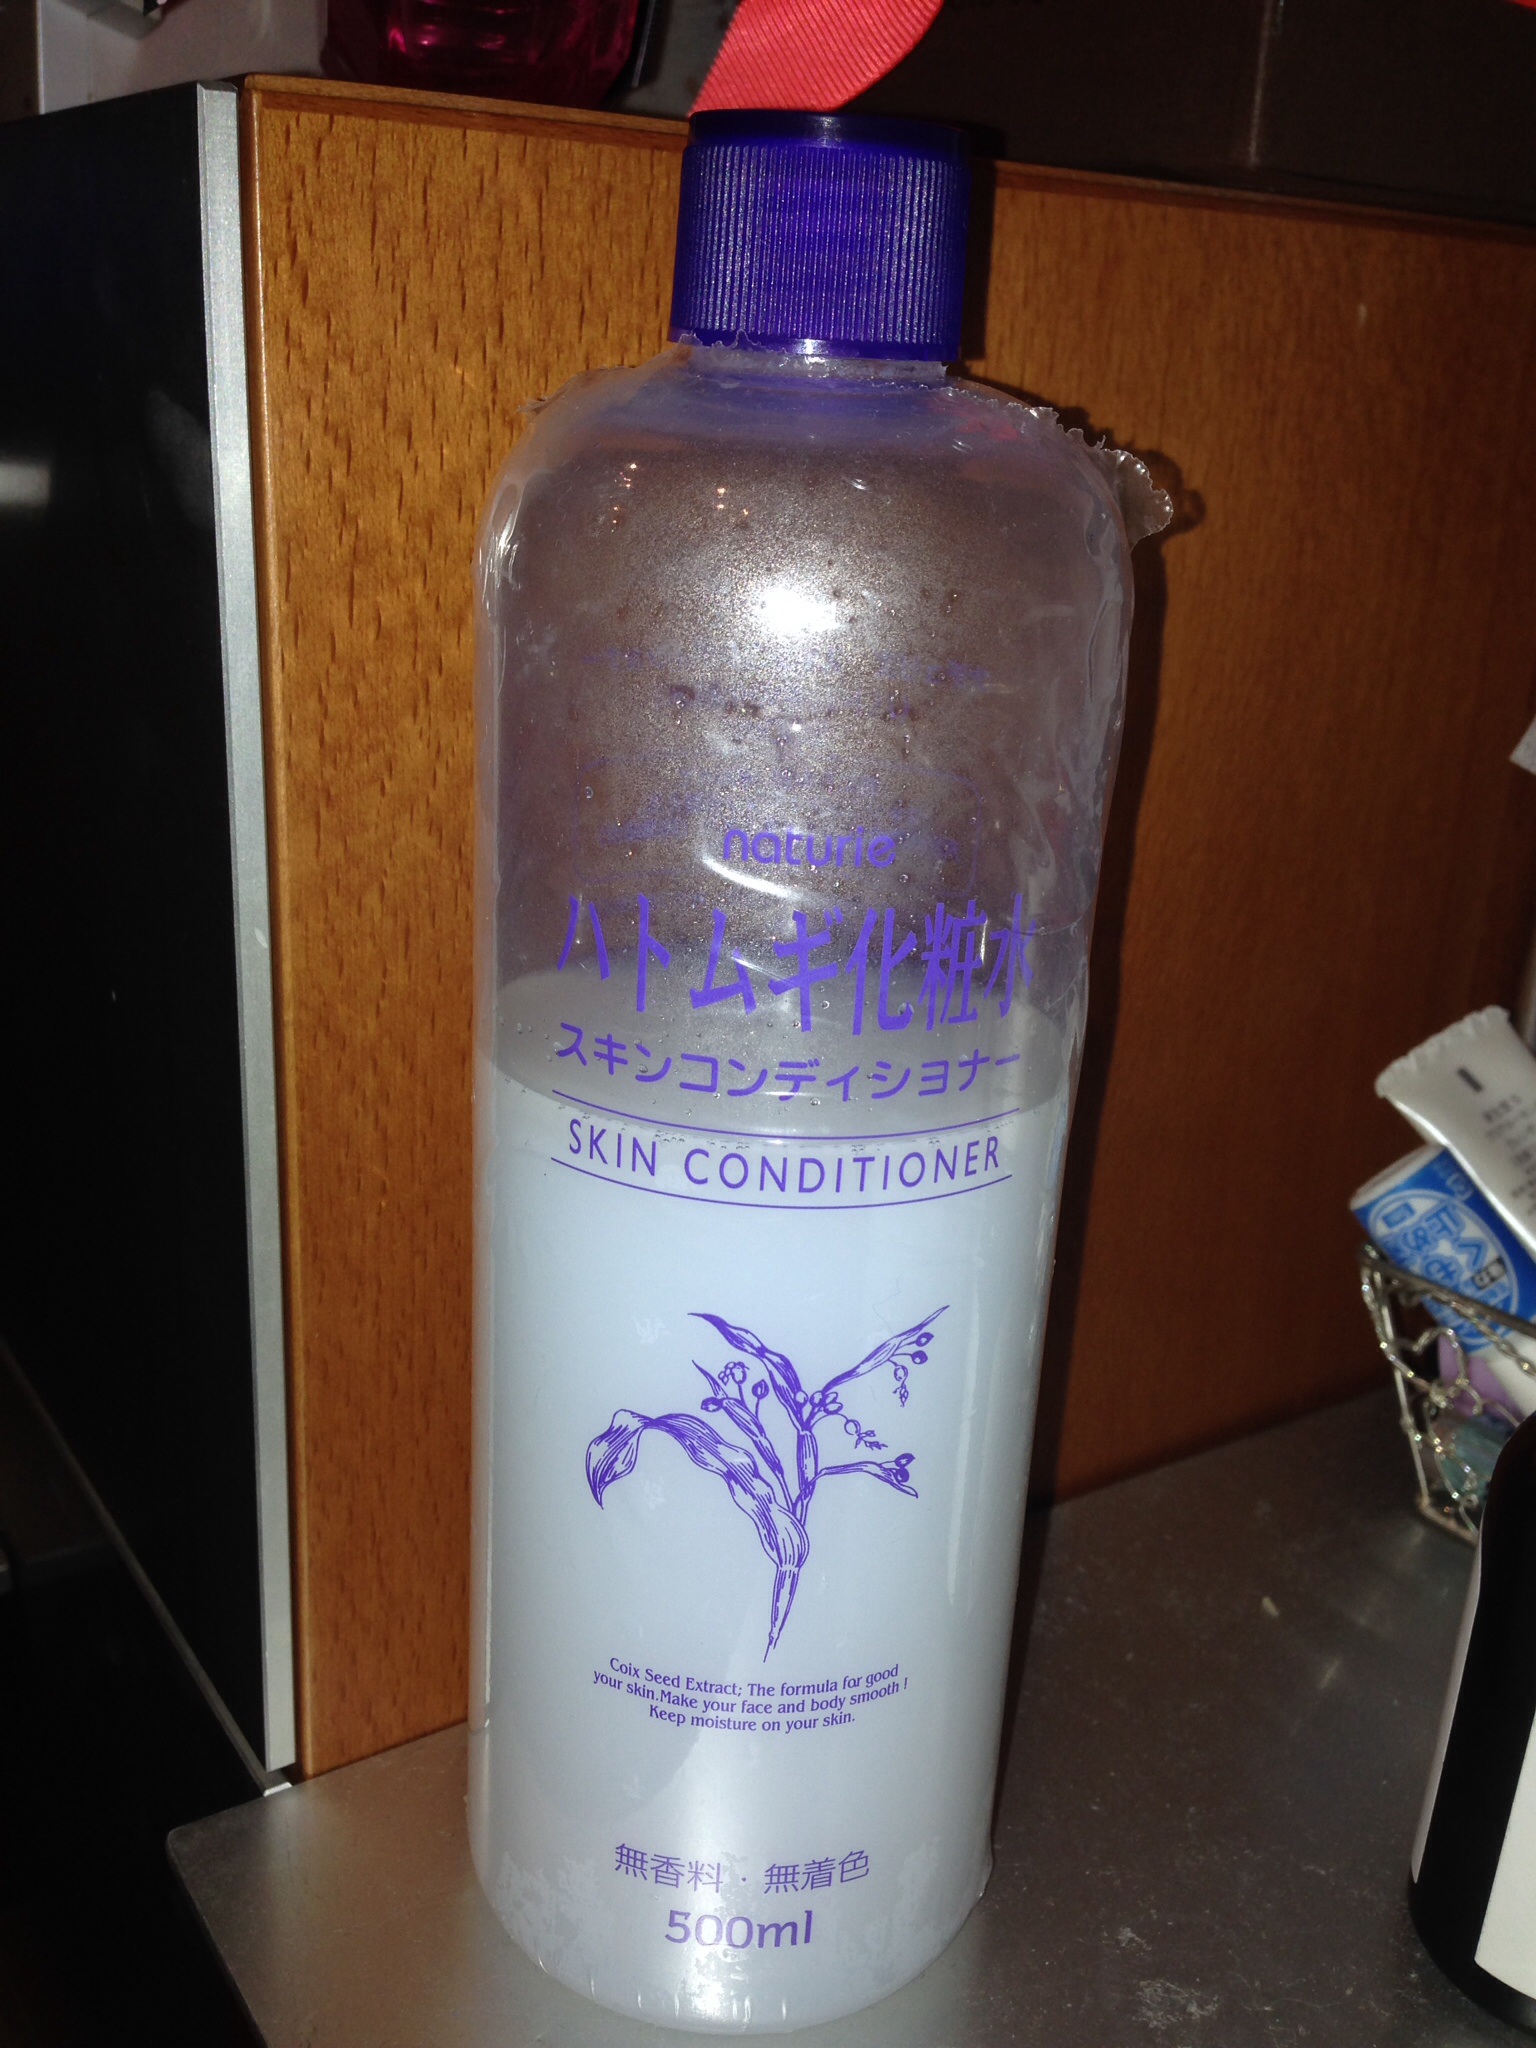 naturie
ハトムギ化粧水
スキンコンディショナー
SKIN CONDITIONER
Coix Seed Extract; The formula for good
your skin.Make your face and body smooth !
Keep moisture on your skin.
無香料・無着色
500ml